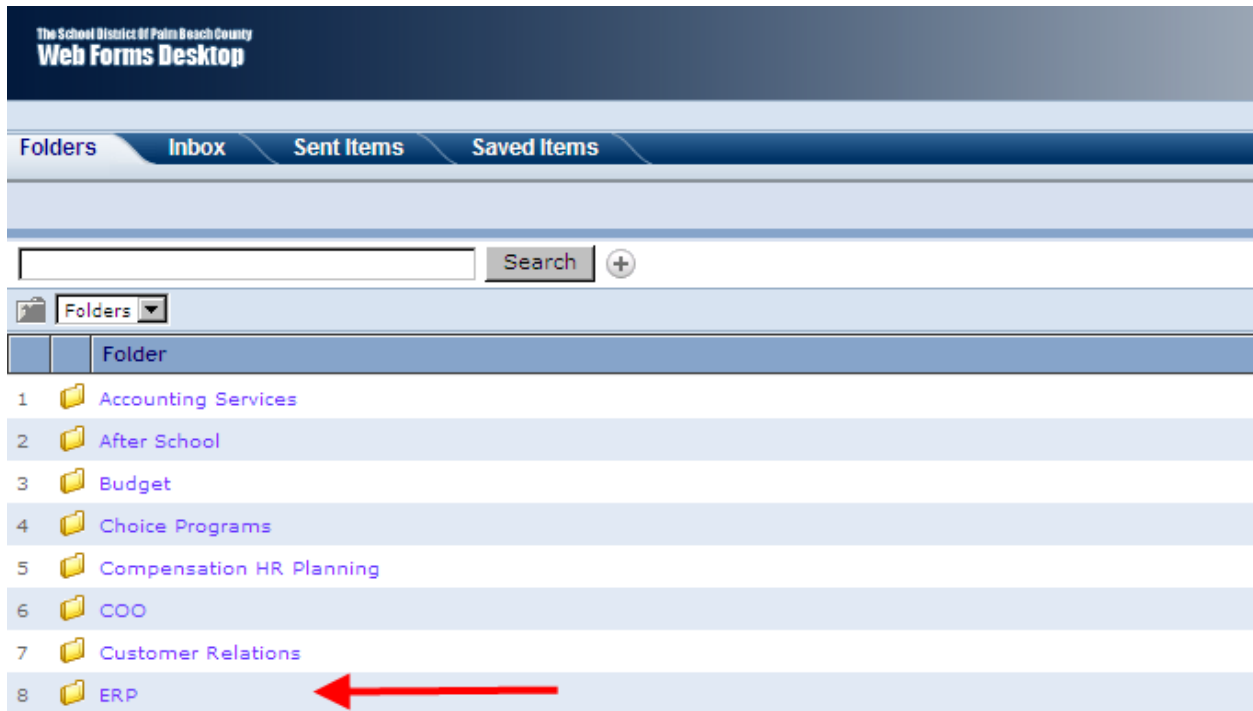 The School District Of Palm Beach County
Web Forms Desktop
Folders Inbox Sent Items Saved Items
Search
Folders
Folder
1 Accounting Services
2 After School
3 Budget
4 Choice Programs
5 Compensation HR Planning
6 COO
7 Customer Relations
8 ERP